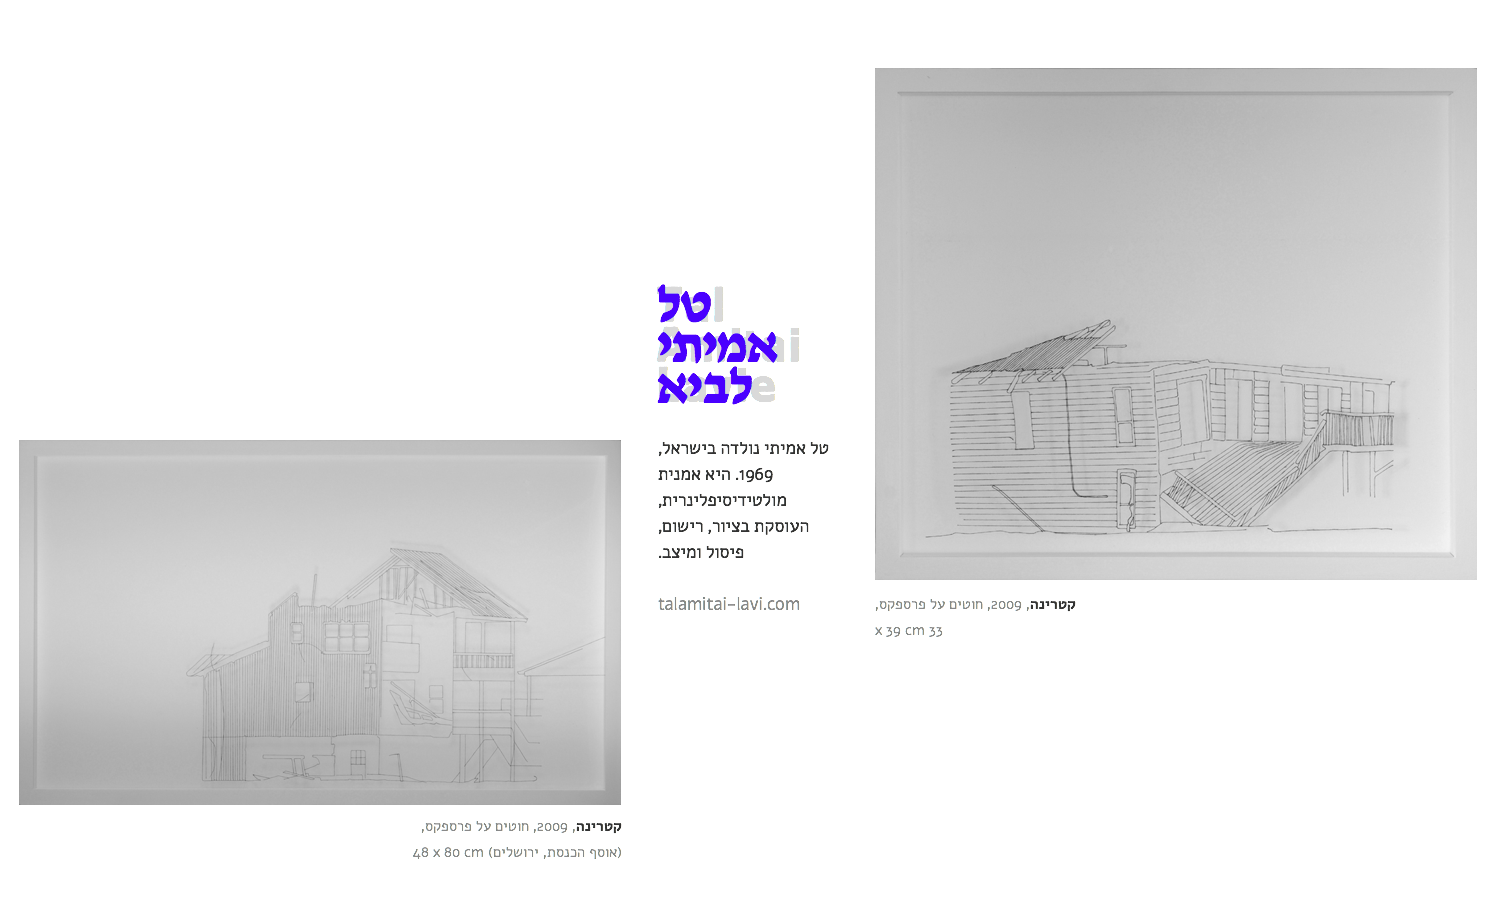 טל
אמיתי
לביא
טל אמיתי נולדה בישראל,
1969. היא אמנית
מולטידיסיפלינרית,
העוסקת בציור, רישום,
פיסול ומיצב.
talamitai-lavi.com
קטרינה, 2009, חוטים על פרספקס,
x 39 cm 33
קטרינה, 2009, חוטים על פרספקס,
48 x 80 cm (אוסף הכנסת, ירושלים)